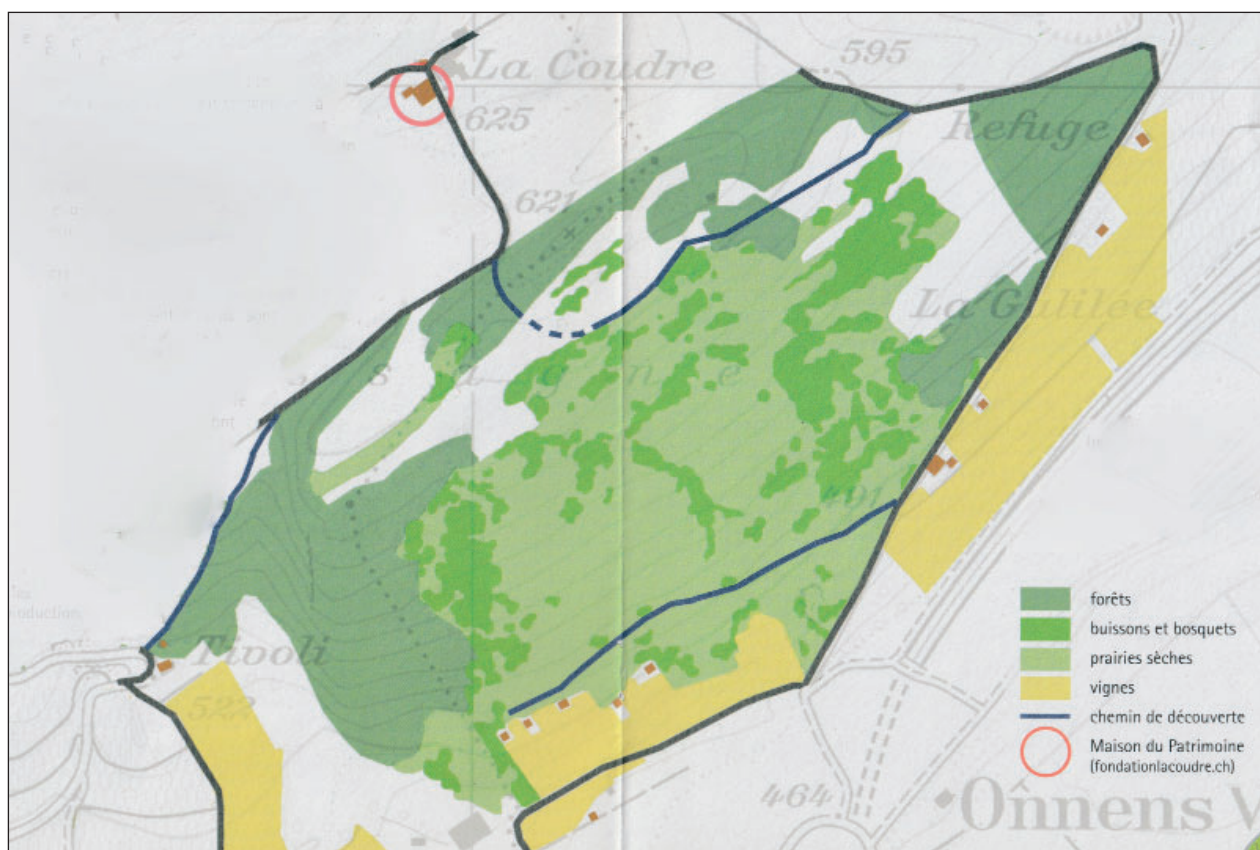 La Coudre
595
625
Refuge
621
La Galilée
491
Tivoli
522
464
Onnens V
forêts
buissons et bosquets
prairies sèches
vignes
chemin de découverte
Maison du Patrimoine
(fondationlacoudre.ch)